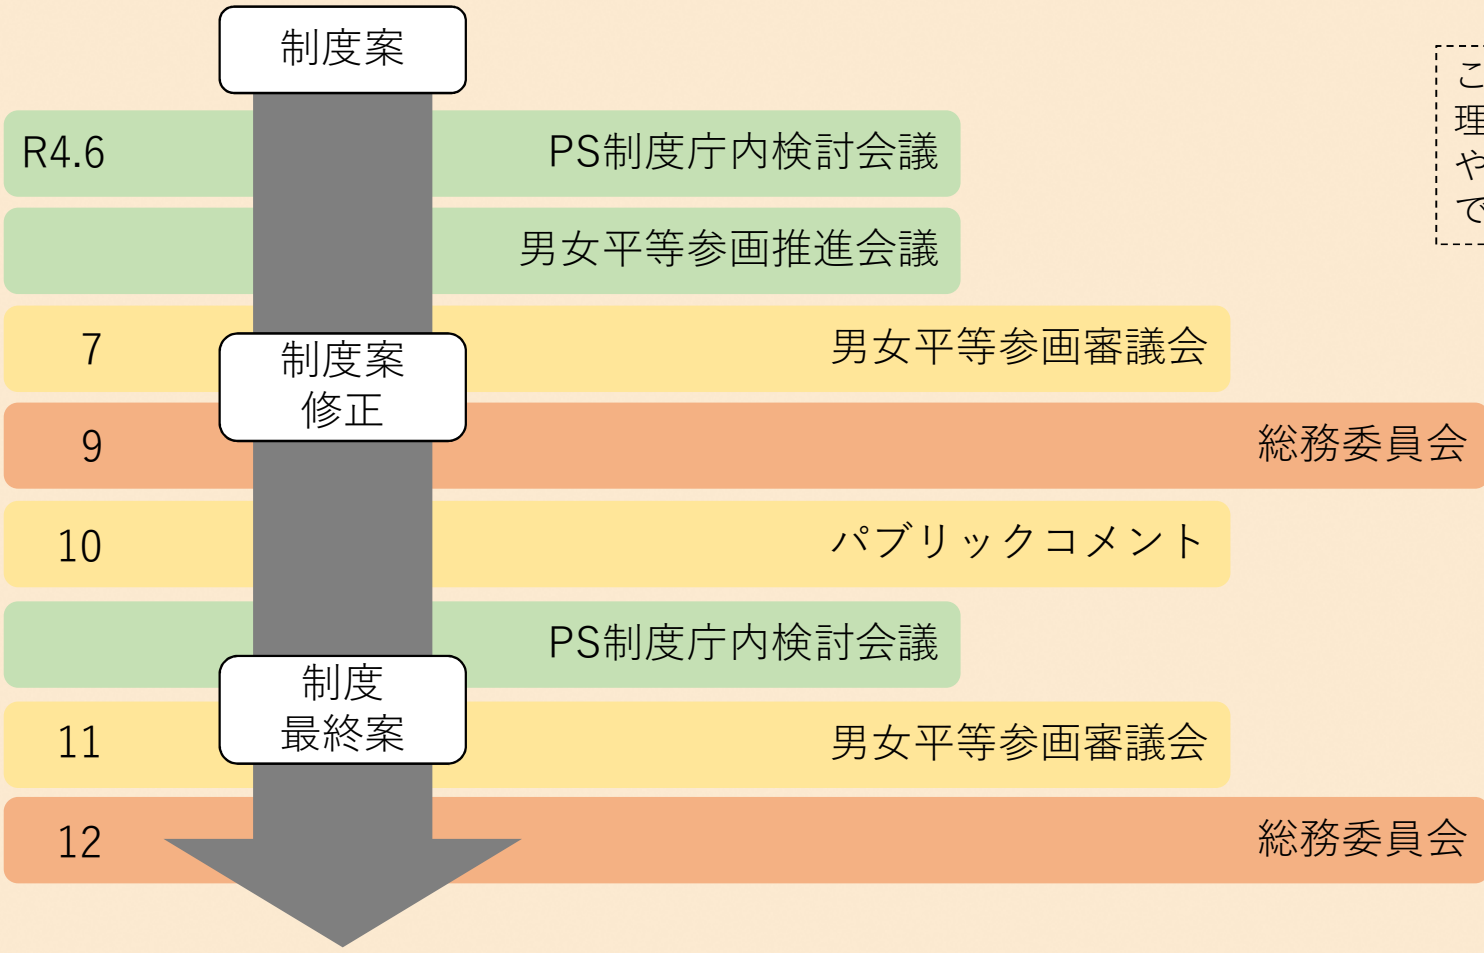 制度案
R4.6 PS制度庁内検討会議
男女平等参画推進会議
7 男女平等参画審議会
制度案
修正
9 総務委員会
10 パブリックコメント
PS制度庁内検討会議
制度
最終案
11 男女平等参画審議会
12 総務委員会
こ
理
や
で